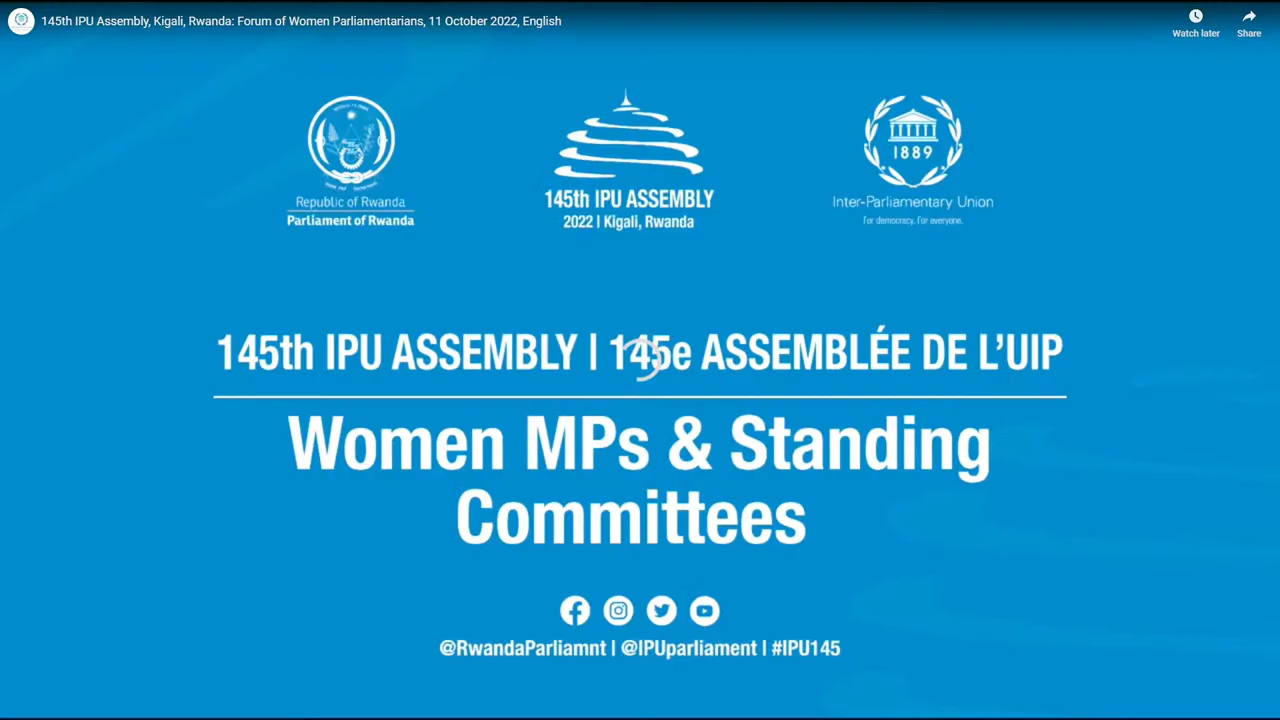 145th IPU Assembly, Kigali, Rwanda: Forum of Women Parliamentarians, 11 October 2022, English
Watch later
Share
Republic of Rwanda
Parliament of Rwanda
145th IPU ASSEMBLY
2022 | Kigali, Rwanda
1889
Inter-Parliamentary Union
For democracy. For everyone.
145th IPU ASSEMBLY | 145e ASSEMBLÉE DE L’UIP
Women MPs & Standing
Committees
@RwandaParliamnt | @IPUparliament | #IPU145